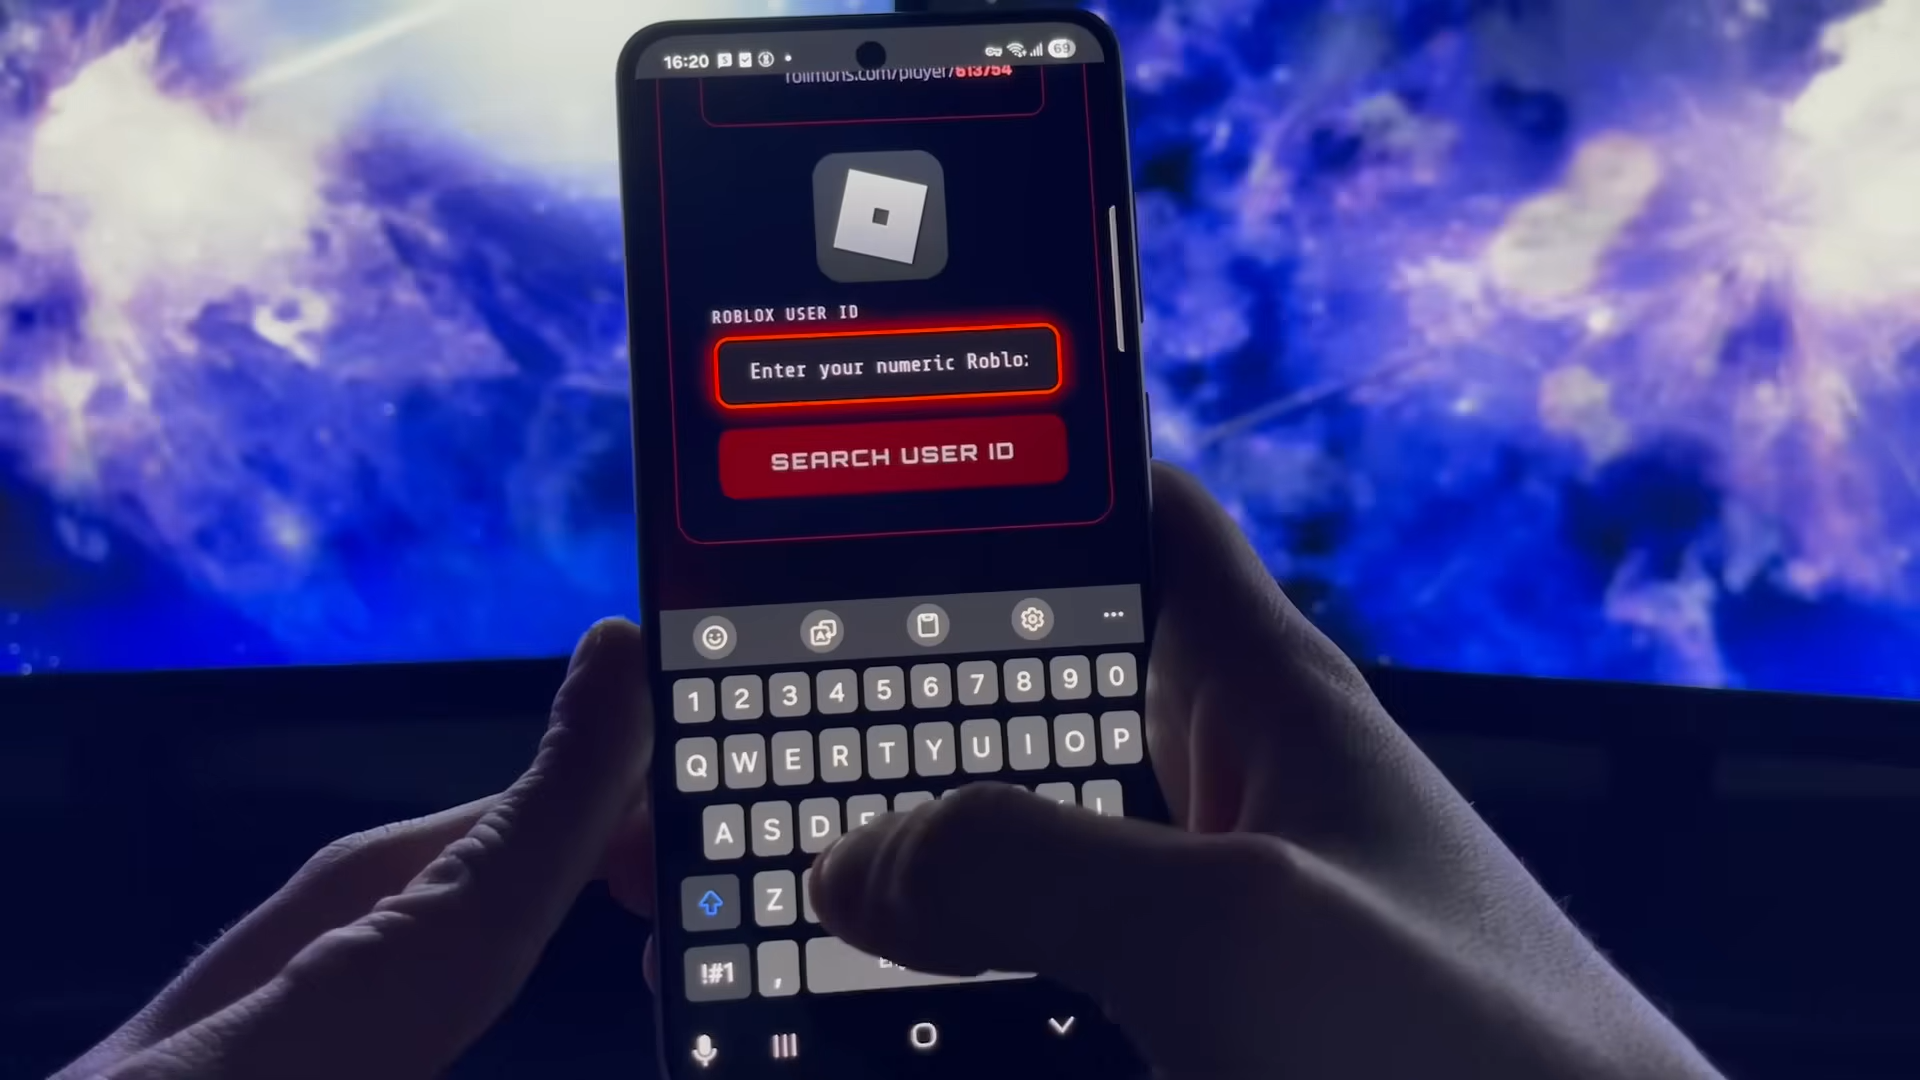 16:20
69
rolimons.com/player/613754
ROBLOX USER ID
Enter your numeric Roblo
SEARCH USER ID
1 2 3 4 5 6 7 8 9 0
Q W E R T Y U I O P
A S D F
Z
!#1 ,